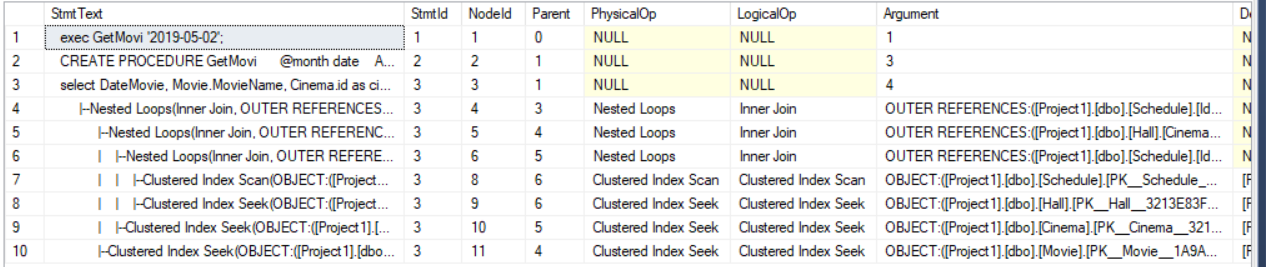 StmtText StmtId NodeId Parent PhysicalOp LogicalOp Argument De
1 exec GetMovi '2019-05-02'; 1 1 0 NULL NULL 1 N
2 CREATE PROCEDURE GetMovi @month date A... 2 2 1 NULL NULL 3 N
3 select DateMovie, Movie.MovieName, Cinema.id as ci... 3 3 1 NULL NULL 4 N
4 |--Nested Loops(Inner Join, OUTER REFERENCES... 3 4 3 Nested Loops Inner Join OUTER REFERENCES:([Project1].[dbo].[Schedule].[Id... N
5 |--Nested Loops(Inner Join, OUTER REFERENC... 3 5 4 Nested Loops Inner Join OUTER REFERENCES:([Project1].[dbo].[Hall].[Cinema... N
6 | |--Nested Loops(Inner Join, OUTER REFERE... 3 6 5 Nested Loops Inner Join OUTER REFERENCES:([Project1].[dbo].[Schedule].[Id... N
7 | | |--Clustered Index Scan(OBJECT:([Project... 3 8 6 Clustered Index Scan Clustered Index Scan OBJECT:([Project1].[dbo].[Schedule].[PK__Schedule_... [F
8 | | |--Clustered Index Seek(OBJECT:([Project... 3 9 6 Clustered Index Seek Clustered Index Seek OBJECT:([Project1].[dbo].[Hall].[PK__Hall__3213E83F... [F
9 | |--Clustered Index Seek(OBJECT:([Project1].[... 3 10 5 Clustered Index Seek Clustered Index Seek OBJECT:([Project1].[dbo].[Cinema].[PK__Cinema__321... [F
10 |--Clustered Index Seek(OBJECT:([Project1].[dbo... 3 11 4 Clustered Index Seek Clustered Index Seek OBJECT:([Project1].[dbo].[Movie].[PK__Movie__1A9A... [F